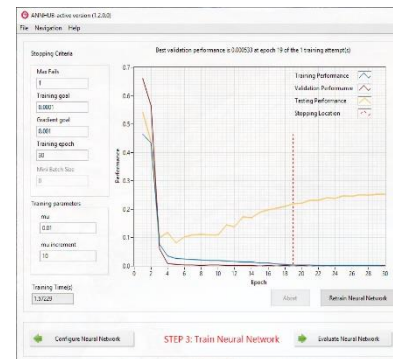 ANNHUB-active version (1.2.0.0)
File Navigation Help
Stopping Criteria
Best validation performance is 0.000533 at epoch 19 of the 1 training attempt(s)
Max Fails
1
Training goal
0.0001
Gradient goal
0.001
Training epoch
30
Mini Batch Size
Training parameters
mu
0.01
mu increment
10
Training Time(s)
1.57229
Training Performance
Validation Performance
Testing Performance
Stopping Location
Performance
0.7
0.6
0.5
0.4
0.3
0.2
0.1
0.0
0 2 4 6 8 10 12 14 16 18 20 22 24 26 28 30
Epoch
Abort
Retrain Neural Network
Configure Neural Network
STEP 3: Train Neural Network
Evaluate Neural Network